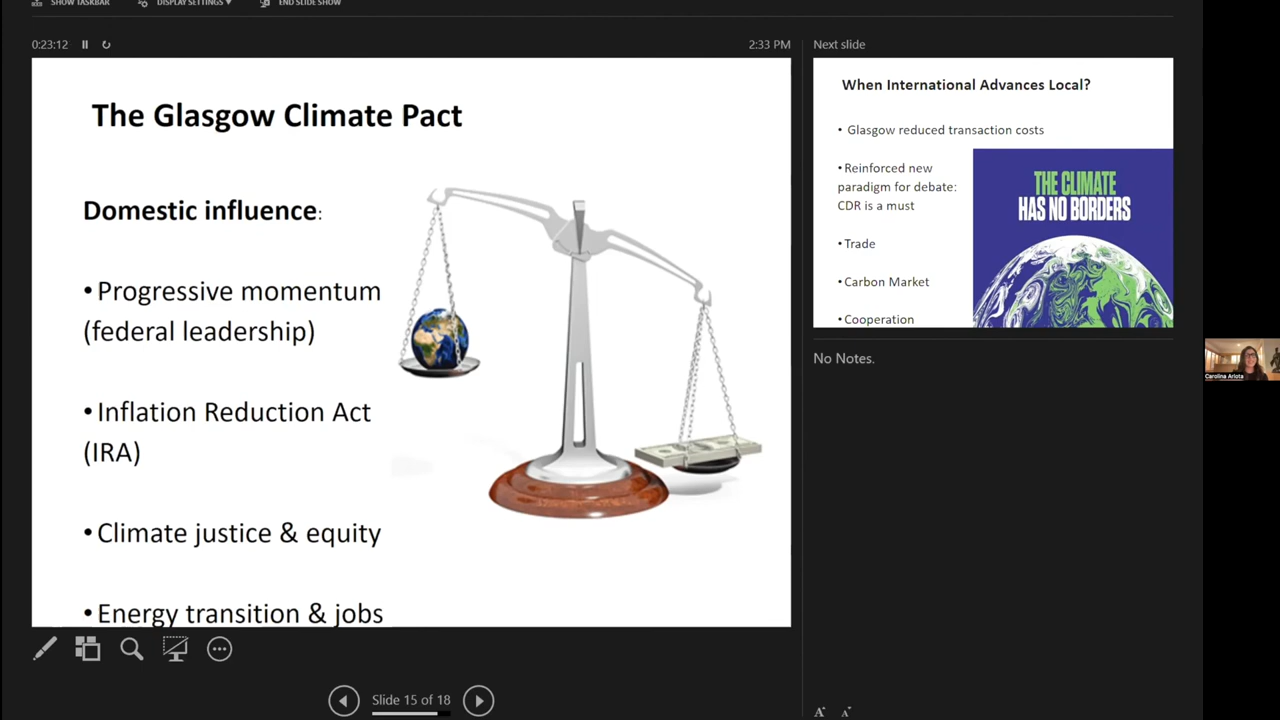 SHOW TASKBAR
DISPLAY SETTINGS ▼
END SLIDE SHOW
0:23:12
2:33 PM
The Glasgow Climate Pact
Domestic influence:
•Progressive momentum
(federal leadership)
•Inflation Reduction Act
(IRA)
•Climate justice & equity
•Energy transition & jobs
Slide 15 of 18
Next slide
When International Advances Local?
• Glasgow reduced transaction costs
•Reinforced new
paradigm for debate:
CDR is a must
•Trade
•Carbon Market
•Cooperation
THE CLIMATE
HAS NO BORDERS
No Notes.
A A
Carolina Arlota